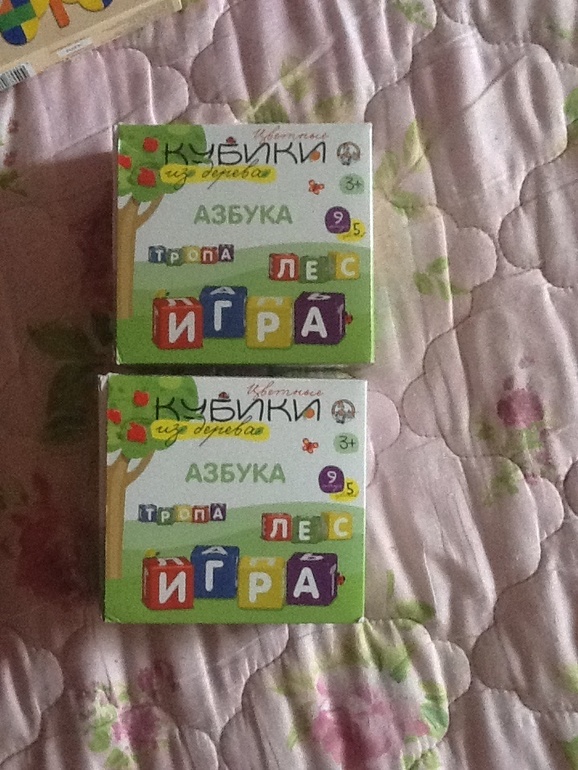 Цветные
КУБИКИ
из дерева
3+
АЗБУКА
9
5
ТРОПА
ЛЕС
ИГРА
Цветные
КУБИКИ
из дерева
3+
АЗБУКА
9
5
ТРОПА
ЛЕС
ИГРА